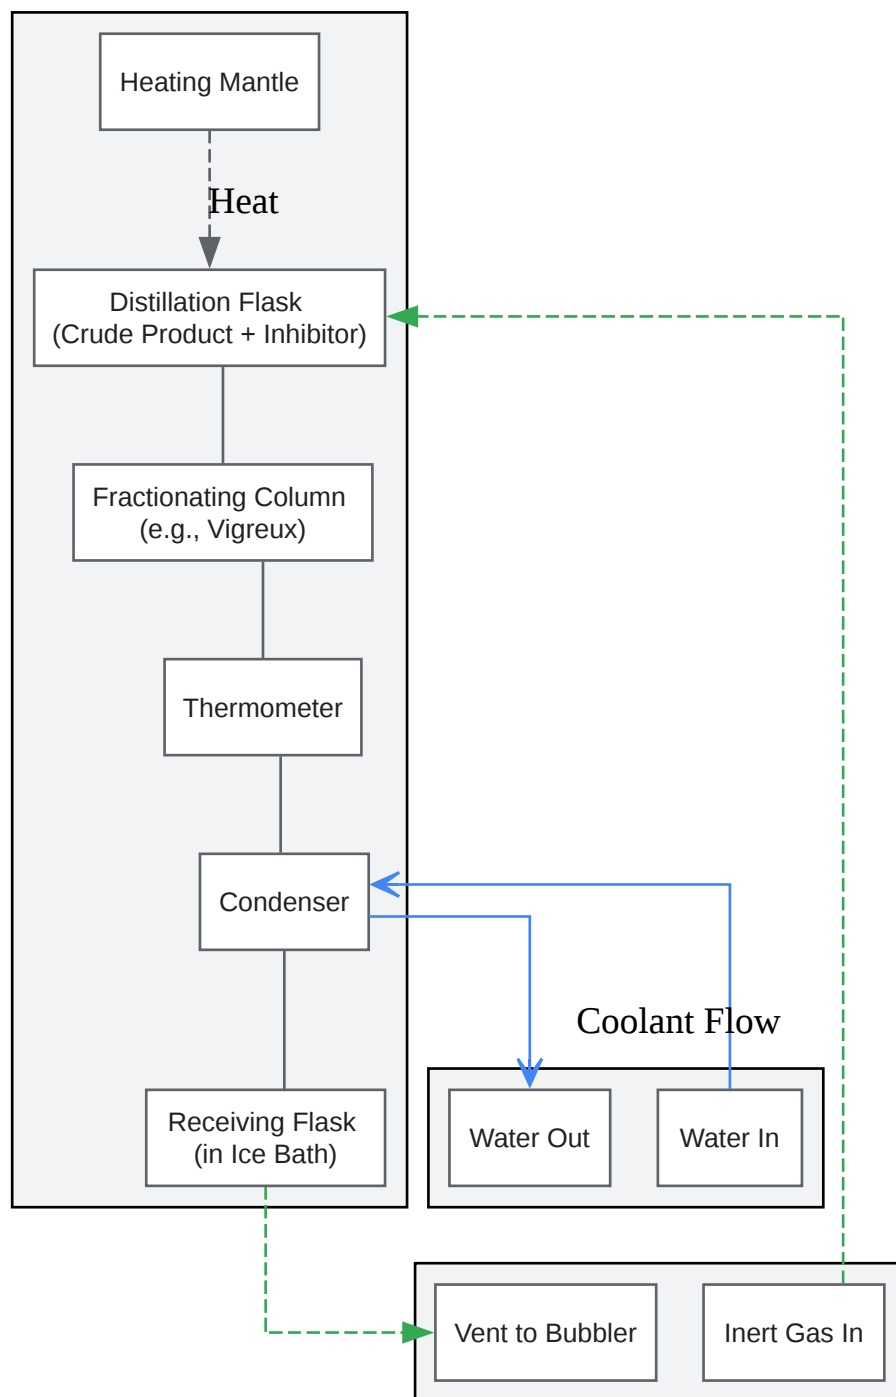 Heating Mantle
Heat
Distillation Flask
(Crude Product + Inhibitor)
Fractionating Column
(e.g., Vigreux)
Thermometer
Condenser
Coolant Flow
Receiving Flask
(in Ice Bath)
Water Out
Water In
Vent to Bubbler
Inert Gas In